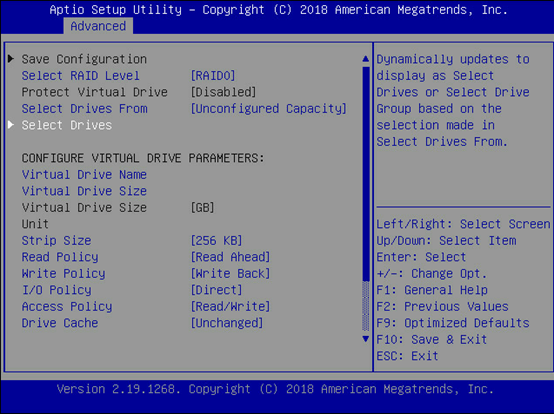 Aptio Setup Utility – Copyright (C) 2018 American Megatrends, Inc.
Advanced
Save Configuration
Select RAID Level [RAID0]
Protect Virtual Drive [Disabled]
Select Drives From [Unconfigured Capacity]
Select Drives
CONFIGURE VIRTUAL DRIVE PARAMETERS:
Virtual Drive Name
Virtual Drive Size
Virtual Drive Size [GB]
Unit
Strip Size [256 KB]
Read Policy [Read Ahead]
Write Policy [Write Back]
I/O Policy [Direct]
Access Policy [Read/Write]
Drive Cache [Unchanged]
Dynamically updates to
display as Select
Drives or Select Drive
Group based on the
selection made in
Select Drives From.
Left/Right: Select Screen
Up/Down: Select Item
Enter: Select
+/-: Change Opt.
F1: General Help
F2: Previous Values
F9: Optimized Defaults
F10: Save & Exit
ESC: Exit
Version 2.19.1268. Copyright (C) 2018 American Megatrends, Inc.